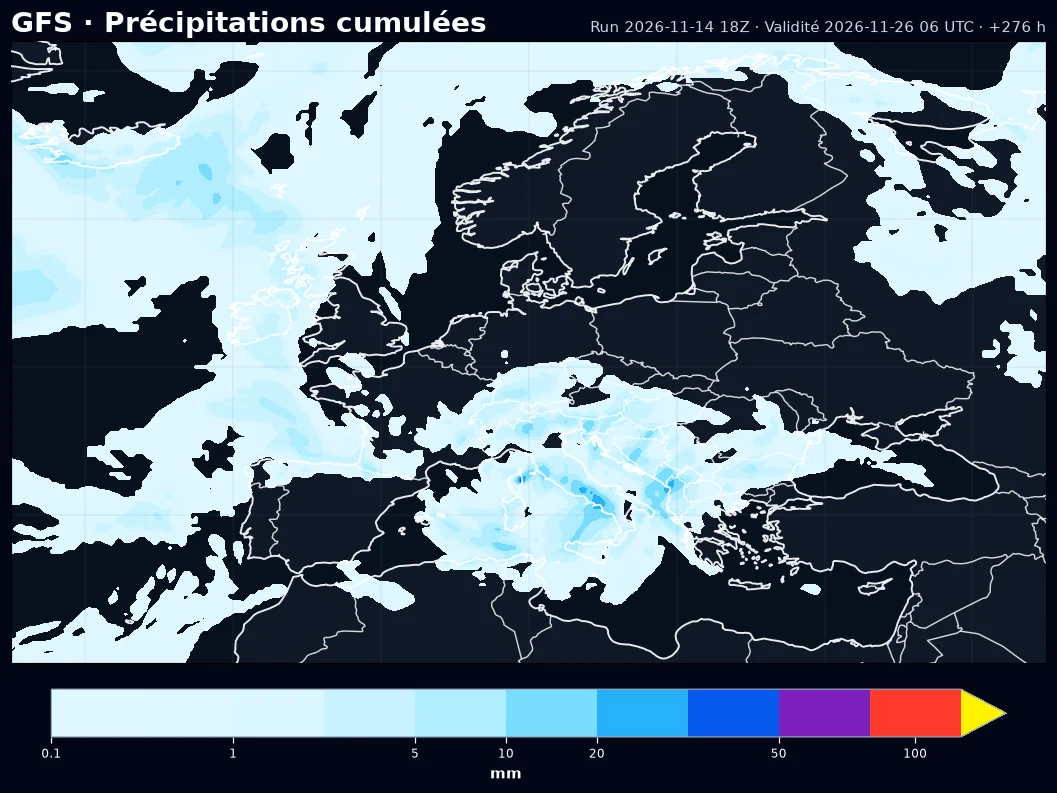 GFS · Précipitations cumulées
Run 2026-11-14 18Z · Validité 2026-11-26 06 UTC · +276 h
0.1 1 5 10 20 50 100
mm